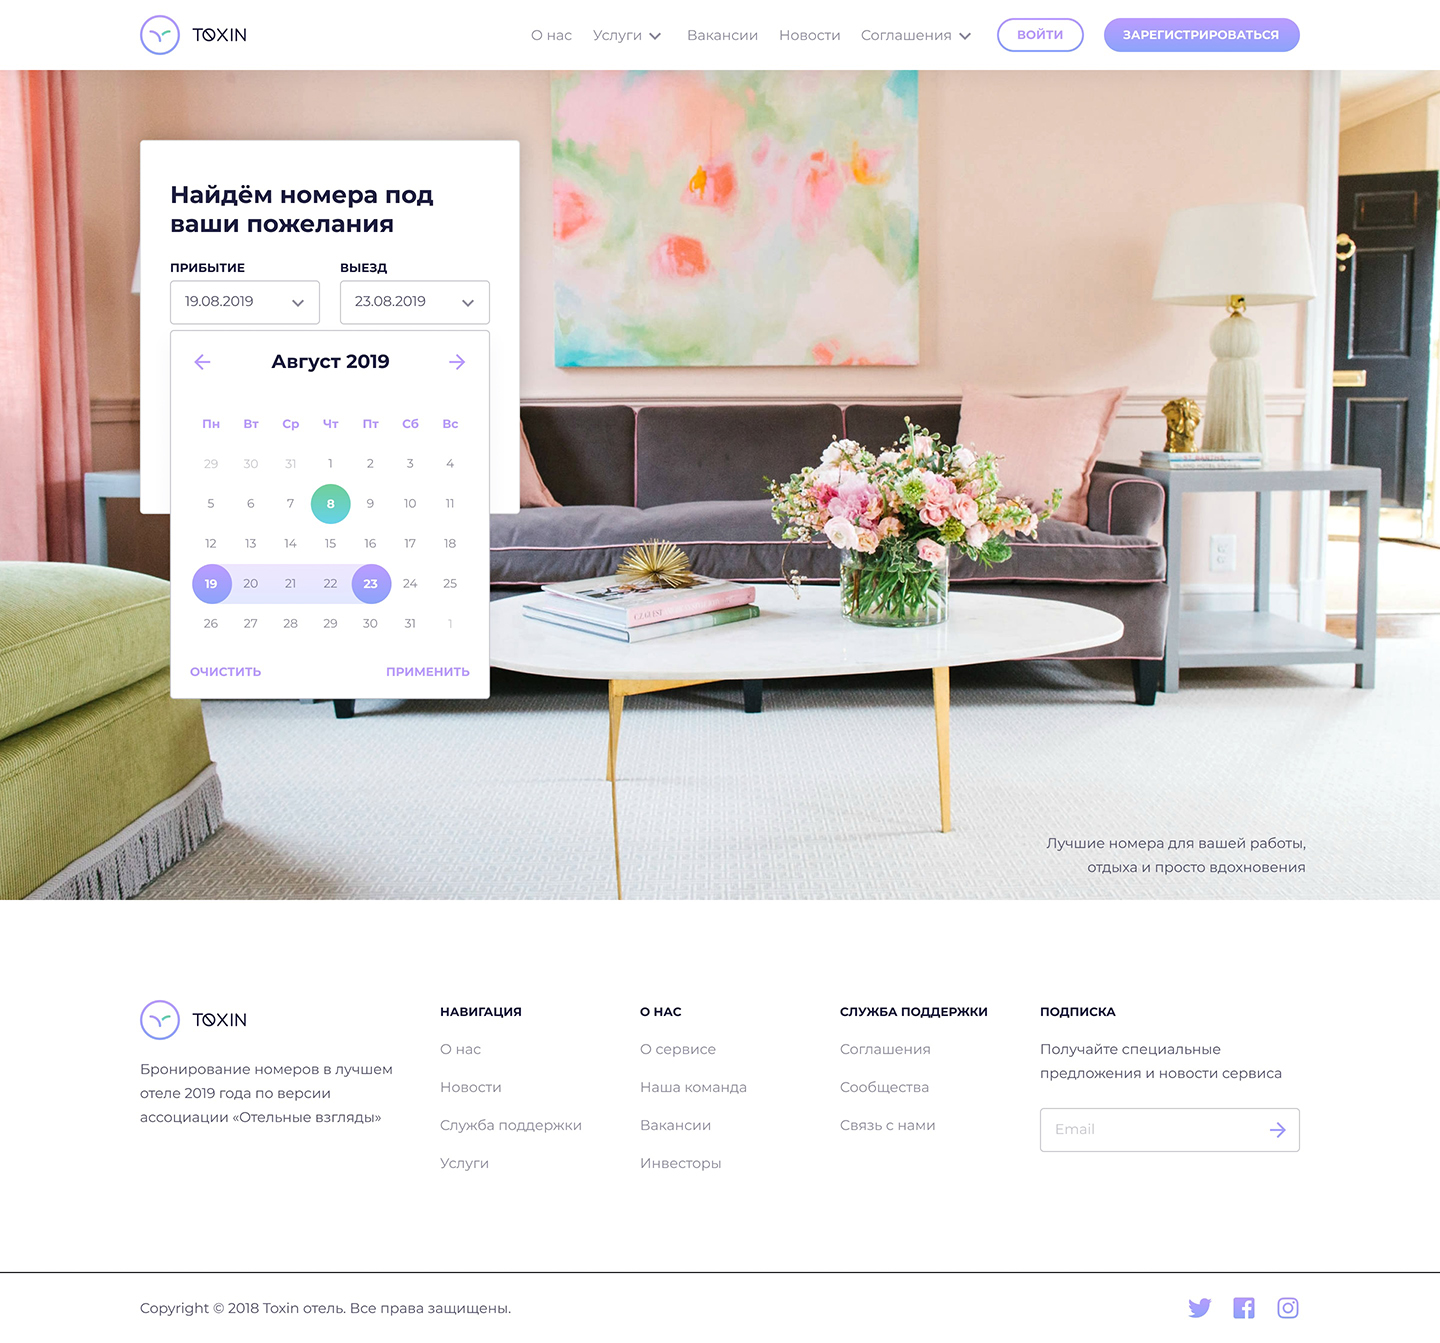 TOXIN
О нас Услуги Вакансии Новости Соглашения ВОЙТИ ЗАРЕГИСТРИРОВАТЬСЯ
Найдём номера под
ваши пожелания
ПРИБЫТИЕ ВЫЕЗД
19.08.2019 23.08.2019
Август 2019
Пн Вт Ср Чт Пт Сб Вс
29 30 31 1 2 3 4
5 6 7 8 9 10 11
12 13 14 15 16 17 18
19 20 21 22 23 24 25
26 27 28 29 30 31 1
ОЧИСТИТЬ ПРИМЕНИТЬ
Лучшие номера для вашей работы,
отдыха и просто вдохновения
TOXIN
Бронирование номеров в лучшем
отеле 2019 года по версии
ассоциации «Отельные взгляды»
НАВИГАЦИЯ
О нас
Новости
Служба поддержки
Услуги
О НАС
О сервисе
Наша команда
Вакансии
Инвесторы
СЛУЖБА ПОДДЕРЖКИ
Соглашения
Сообщества
Связь с нами
ПОДПИСКА
Получайте специальные
предложения и новости сервиса
Email
Copyright © 2018 Toxin отель. Все права защищены.